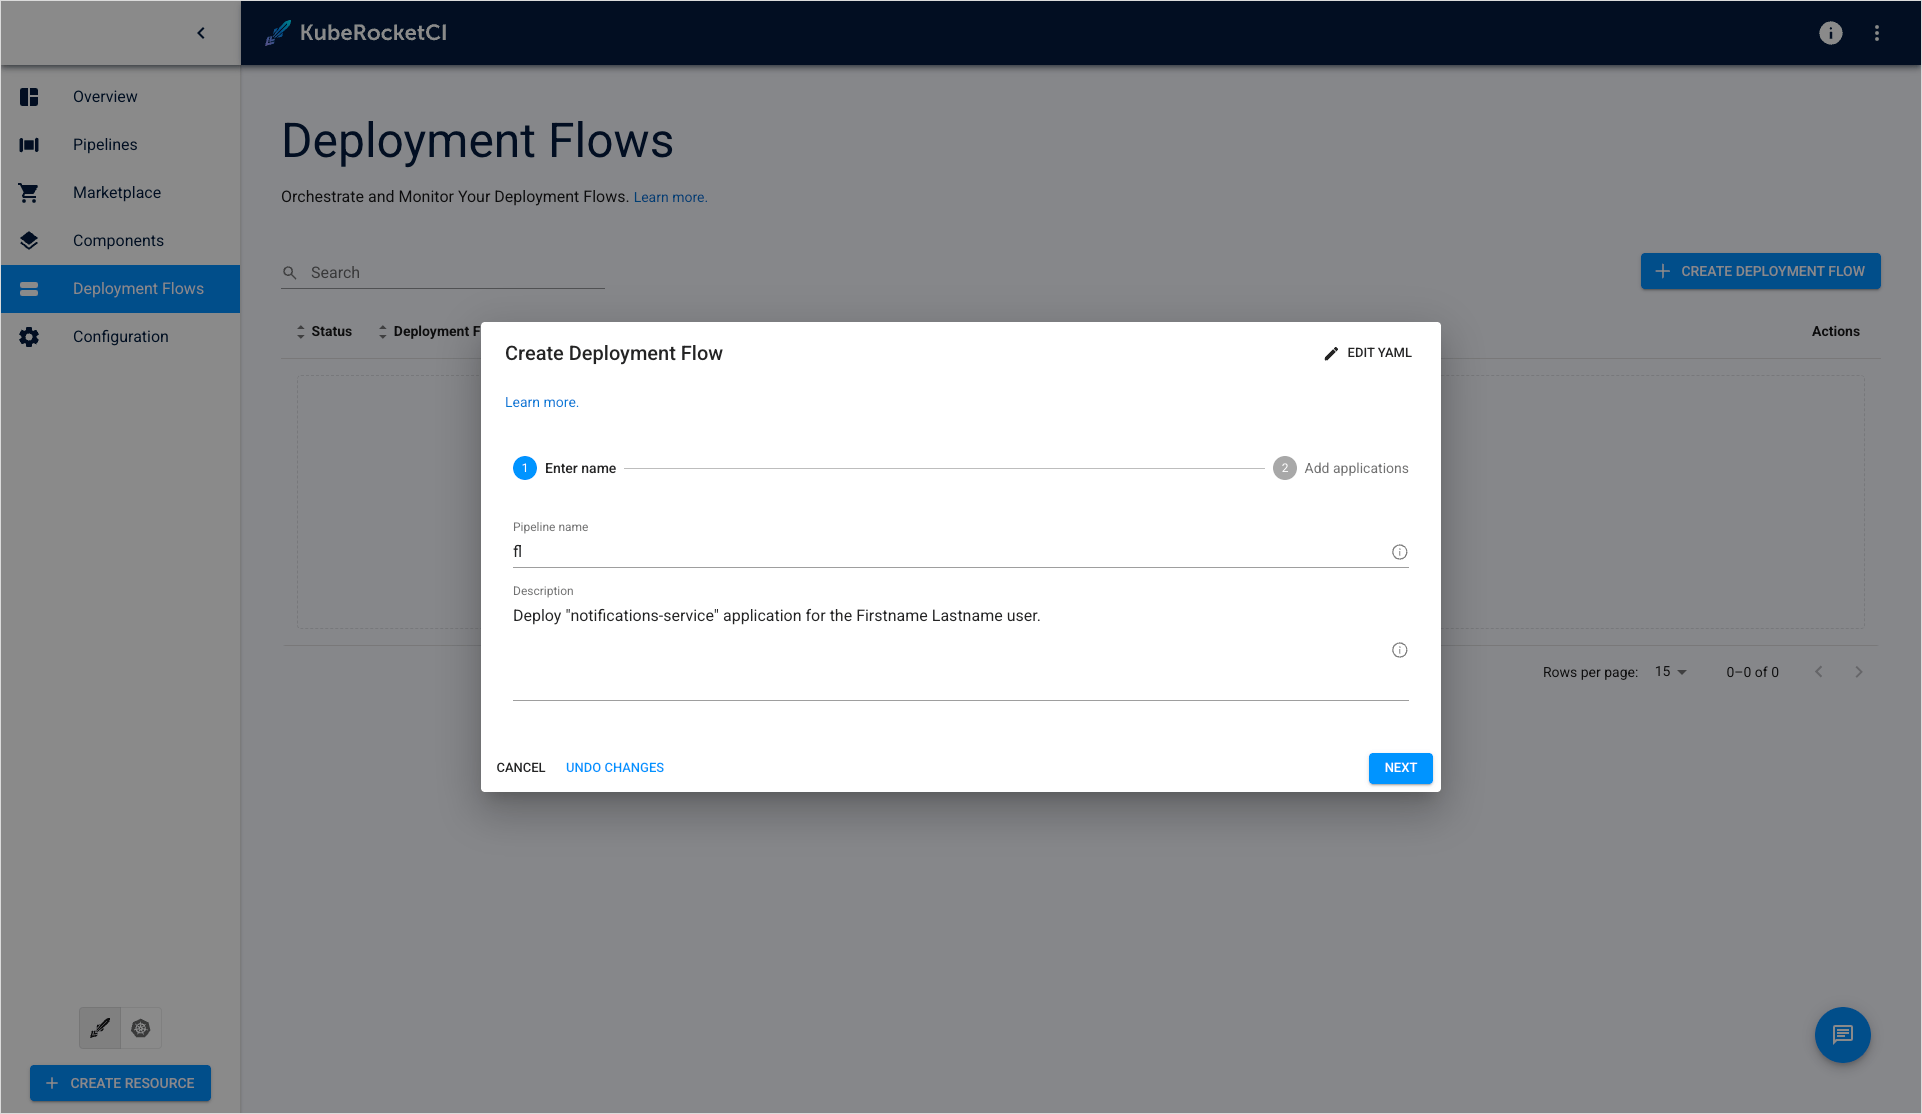 KubeRocketCI
Overview
Pipelines
Marketplace
Components
Deployment Flows
Configuration
CREATE RESOURCE
Deployment Flows
Orchestrate and Monitor Your Deployment Flows. Learn more.
Search
CREATE DEPLOYMENT FLOW
Status Deployment F Actions
Create Deployment Flow
EDIT YAML
Learn more.
1 Enter name
2 Add applications
Pipeline name
fl
Description
Deploy "notifications-service" application for the Firstname Lastname user.
CANCEL UNDO CHANGES NEXT
Rows per page: 15 0–0 of 0